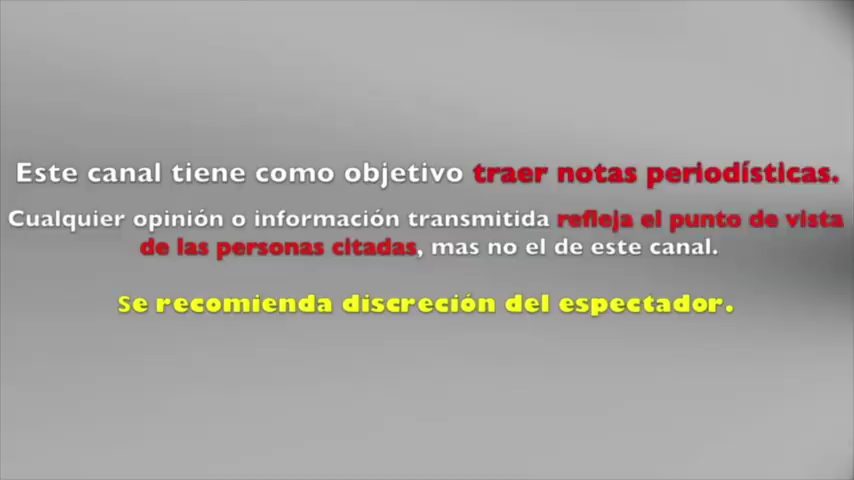 Este canal tiene como objetivo traer notas periodísticas.
Cualquier opinión o información transmitida refleja el punto de vista
de las personas citadas, mas no el de este canal.
Se recomienda discreción del espectador.